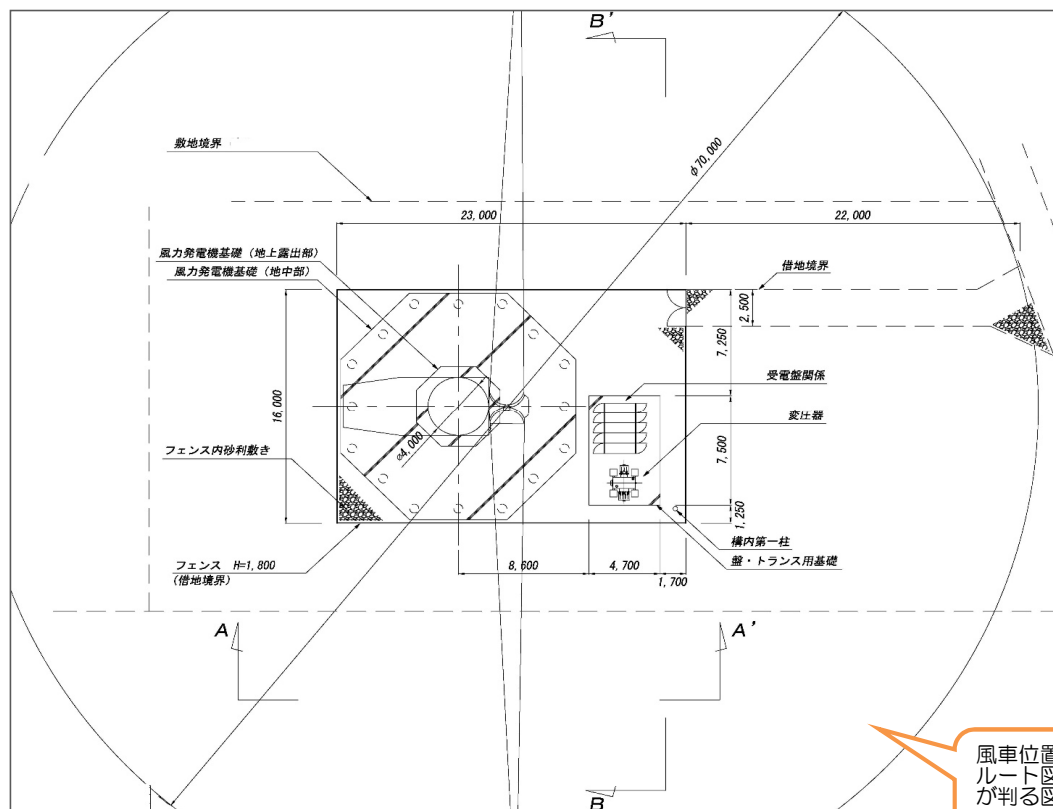 B'
敷地境界
φ70,000
23,000
22,000
風力発電機基礎（地上露出部）
風力発電機基礎（地中部）
借地境界
2,500
7,250
受電盤関係
16,000
変圧器
φ4,000
7,500
フェンス内砂利敷き
1,250
構内第一柱
フェンス H=1,800
(借地境界)
8,600
4,700
盤・トランス用基礎
1,700
A
A'
風車位置
ルート図
が判る図
B